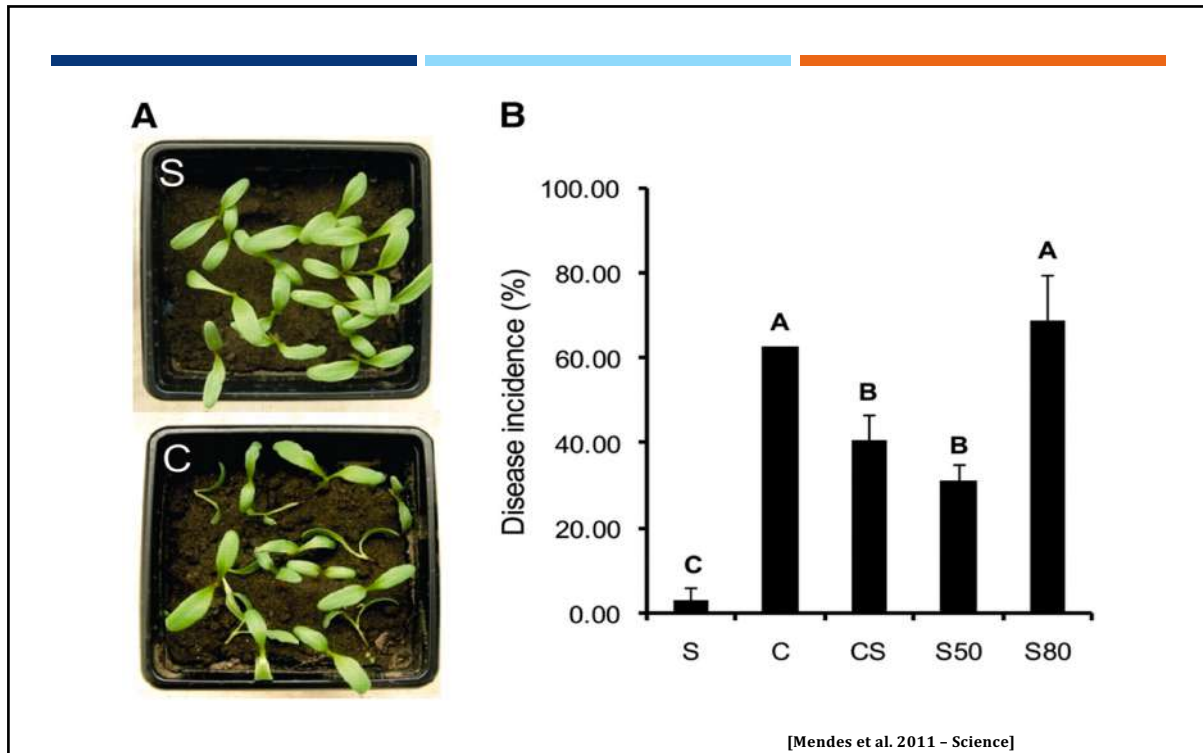 A
S
C
B
Disease incidence (%)
100.00
80.00
60.00
40.00
20.00
0.00
C
A
B
B
A
S C CS S50 S80
[Mendes et al. 2011 – Science]